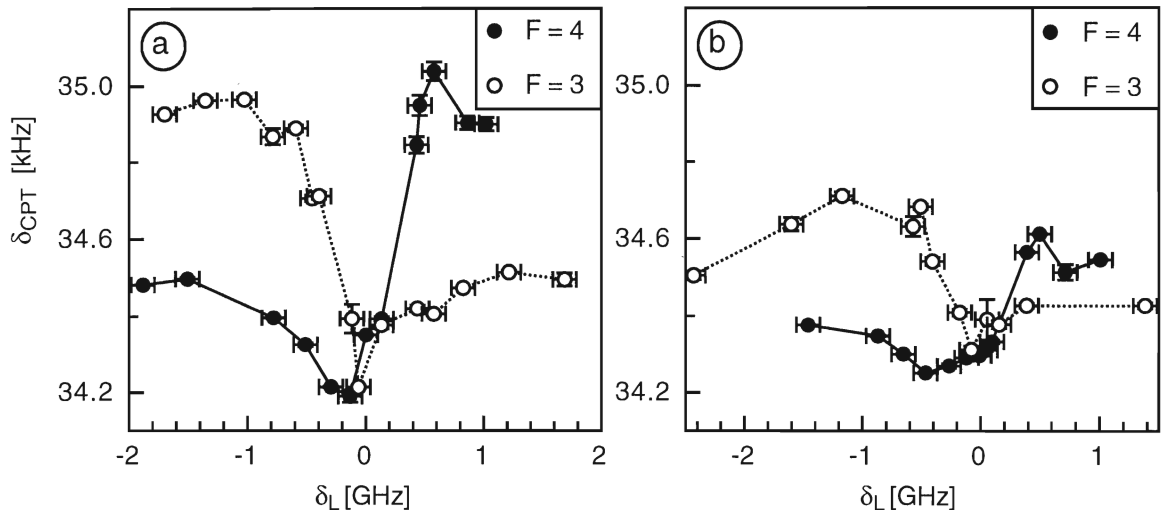 a
F = 4
F = 3
35.0
34.6
34.2
δCPT [kHz]
-2 -1 0 1 2
δL [GHz]
b
F = 4
F = 3
35.0
34.6
34.2
-2 -1 0 1
δL [GHz]